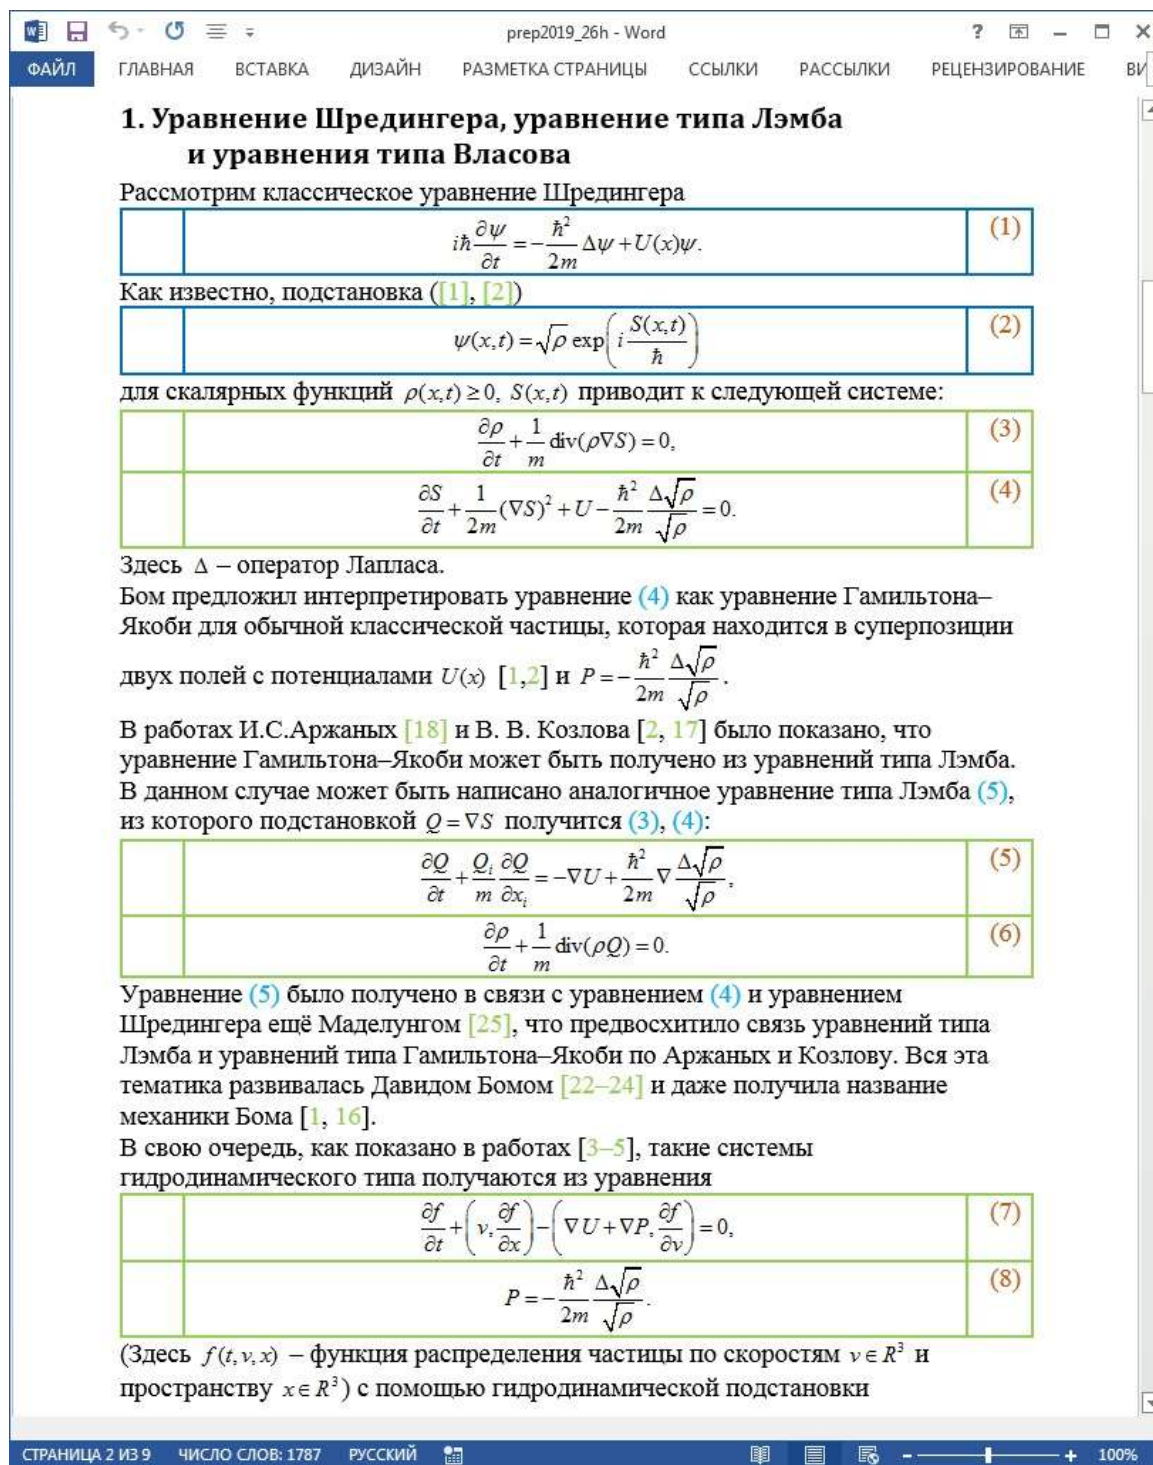 prep2019_26h - Word
ФАЙЛ ГЛАВНАЯ ВСТАВКА ДИЗАЙН РАЗМЕТКА СТРАНИЦЫ ССЫЛКИ РАССЫЛКИ РЕЦЕНЗИРОВАНИЕ ВИ
1. Уравнение Шредингера, уравнение типа Лэмба
и уравнения типа Власова
Рассмотрим классическое уравнение Шредингера
iħ ∂ψ/∂t = −ħ²/2m Δψ + U(x)ψ. (1)
Как известно, подстановка ([1], [2])
ψ(x,t) = √ρ exp(i S(x,t)/ħ) (2)
для скалярных функций ρ(x,t) ≥ 0, S(x,t) приводит к следующей системе:
∂ρ/∂t + 1/m div(ρ∇S) = 0, (3)
∂S/∂t + 1/2m (∇S)² + U − ħ²/2m Δ√ρ/√ρ = 0. (4)
Здесь Δ – оператор Лапласа.
Бом предложил интерпретировать уравнение (4) как уравнение Гамильтона–
Якоби для обычной классической частицы, которая находится в суперпозиции
двух полей с потенциалами U(x) [1,2] и P = −ħ²/2m Δ√ρ/√ρ.
В работах И.С.Аржаных [18] и В. В. Козлова [2, 17] было показано, что
уравнение Гамильтона–Якоби может быть получено из уравнений типа Лэмба.
В данном случае может быть написано аналогичное уравнение типа Лэмба (5),
из которого подстановкой Q = ∇S получится (3), (4):
∂Q/∂t + Qᵢ/m ∂Q/∂xᵢ = −∇U + ħ²/2m ∇ Δ√ρ/√ρ, (5)
∂ρ/∂t + 1/m div(ρQ) = 0. (6)
Уравнение (5) было получено в связи с уравнением (4) и уравнением
Шредингера ещё Маделунгом [25], что предвосхитило связь уравнений типа
Лэмба и уравнений типа Гамильтона–Якоби по Аржаных и Козлову. Вся эта
тематика развивалась Давидом Бомом [22–24] и даже получила название
механики Бома [1, 16].
В свою очередь, как показано в работах [3–5], такие системы
гидродинамического типа получаются из уравнения
∂f/∂t + (v, ∂f/∂x) − (∇U + ∇P, ∂f/∂v) = 0, (7)
P = −ħ²/2m Δ√ρ/√ρ. (8)
(Здесь f(t,v,x) – функция распределения частицы по скоростям v ∈ R³ и
пространству x ∈ R³) с помощью гидродинамической подстановки
СТРАНИЦА 2 ИЗ 9 ЧИСЛО СЛОВ: 1787 РУССКИЙ 100%